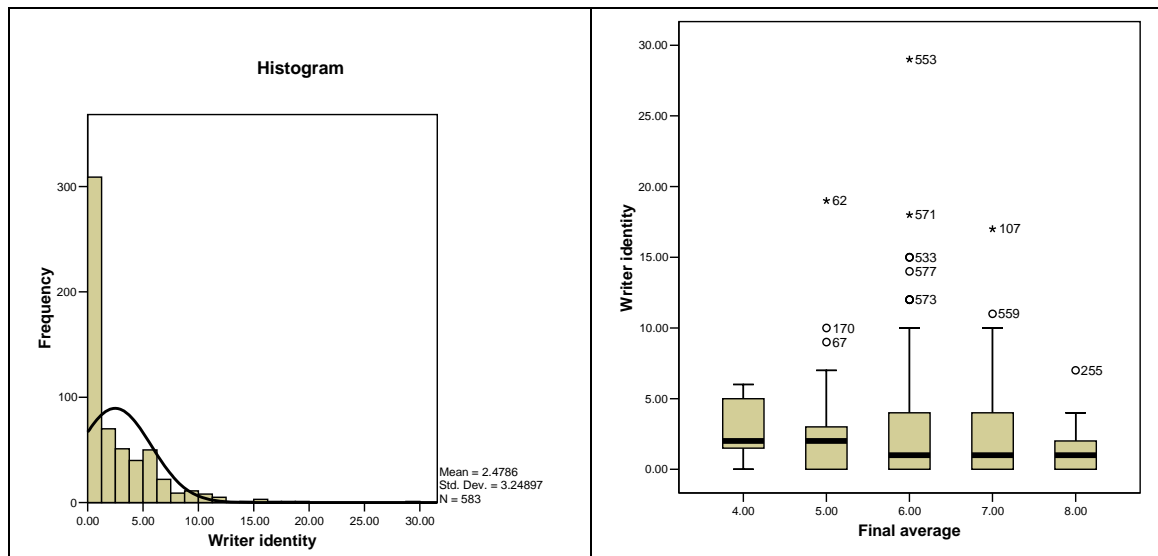 Histogram
Frequency
300
200
100
0
0.00 5.00 10.00 15.00 20.00 25.00 30.00
Writer identity
Mean = 2.4786
Std. Dev. = 3.24897
N = 583
Writer identity
30.00
25.00
20.00
15.00
10.00
5.00
0.00
553
62
571
107
533
577
573
559
170
67
255
4.00 5.00 6.00 7.00 8.00
Final average